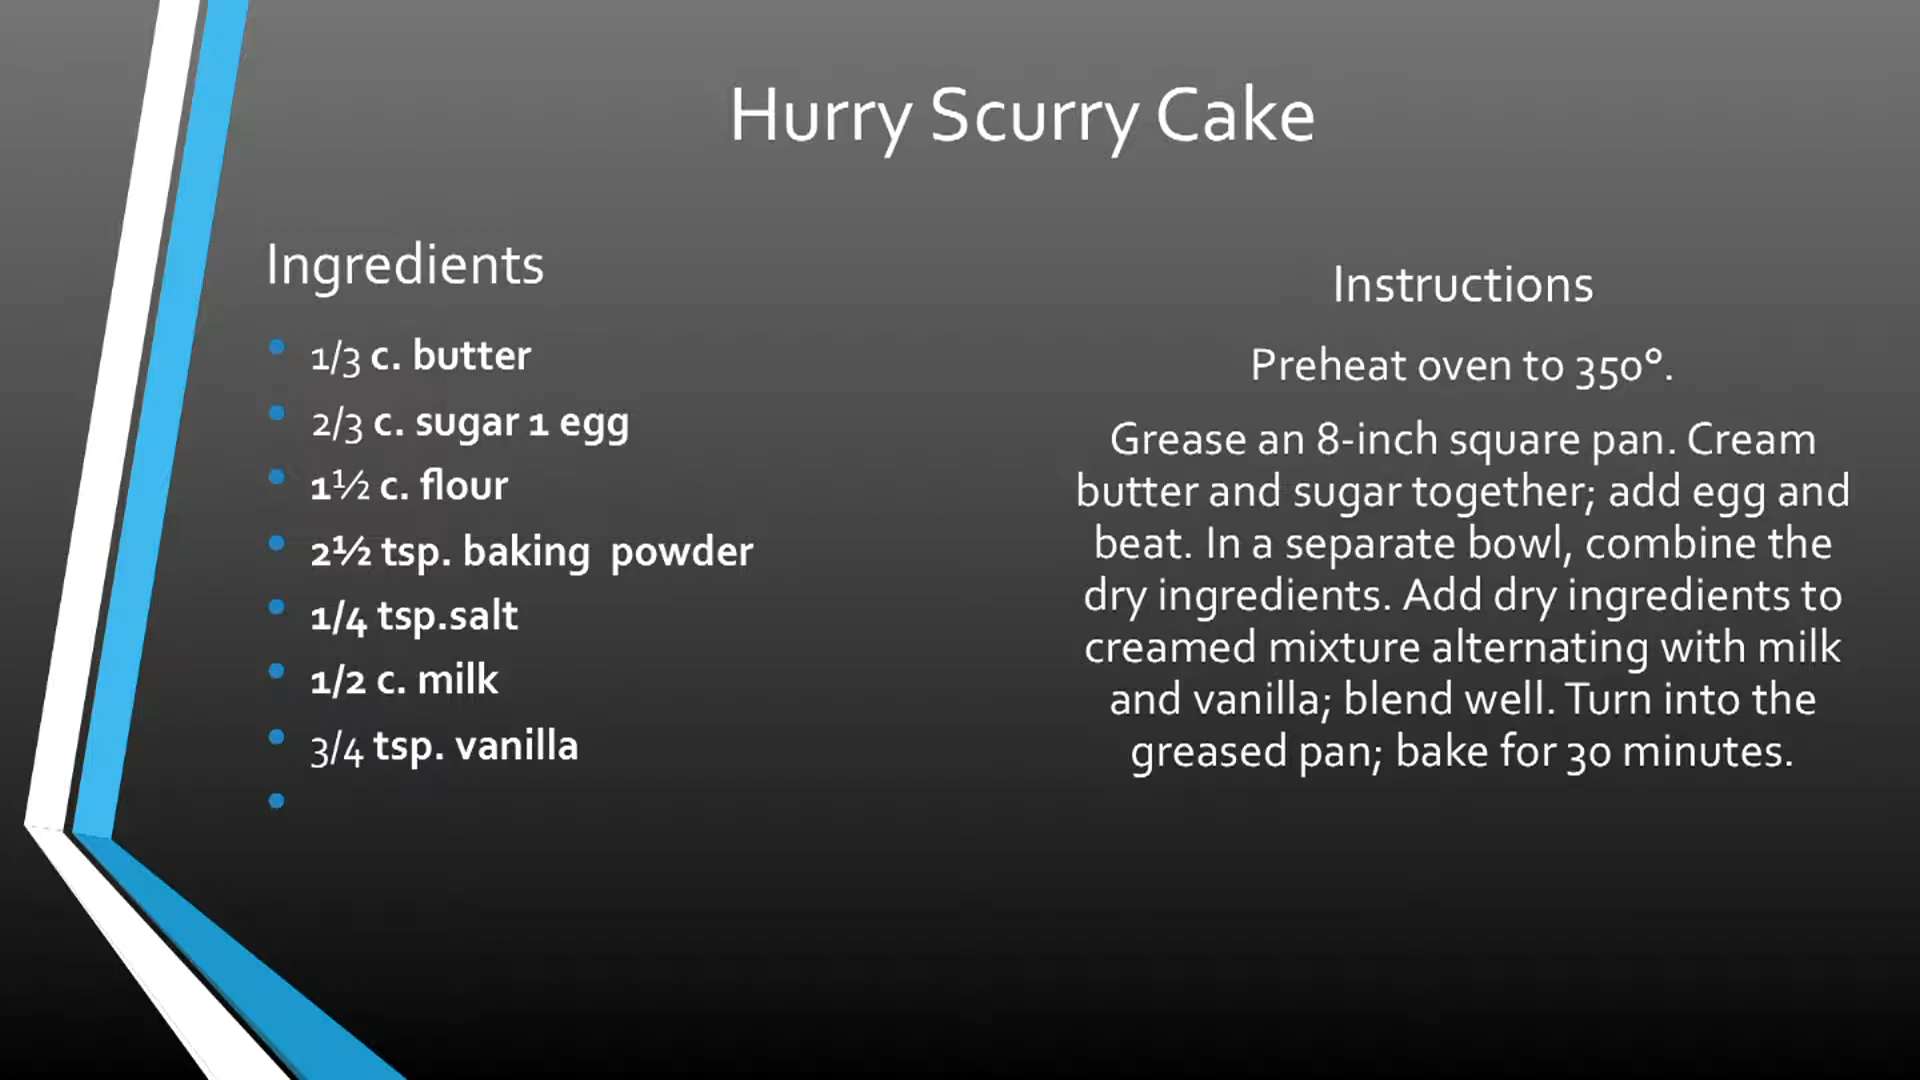 Hurry Scurry Cake
Ingredients
1/3 c. butter
2/3 c. sugar 1 egg
1½ c. flour
2½ tsp. baking  powder
1/4 tsp.salt
1/2 c. milk
3/4 tsp. vanilla
Instructions
Preheat oven to 350°.
Grease an 8-inch square pan. Cream
butter and sugar together; add egg and
beat. In a separate bowl, combine the
dry ingredients. Add dry ingredients to
creamed mixture alternating with milk
and vanilla; blend well. Turn into the
greased pan; bake for 30 minutes.